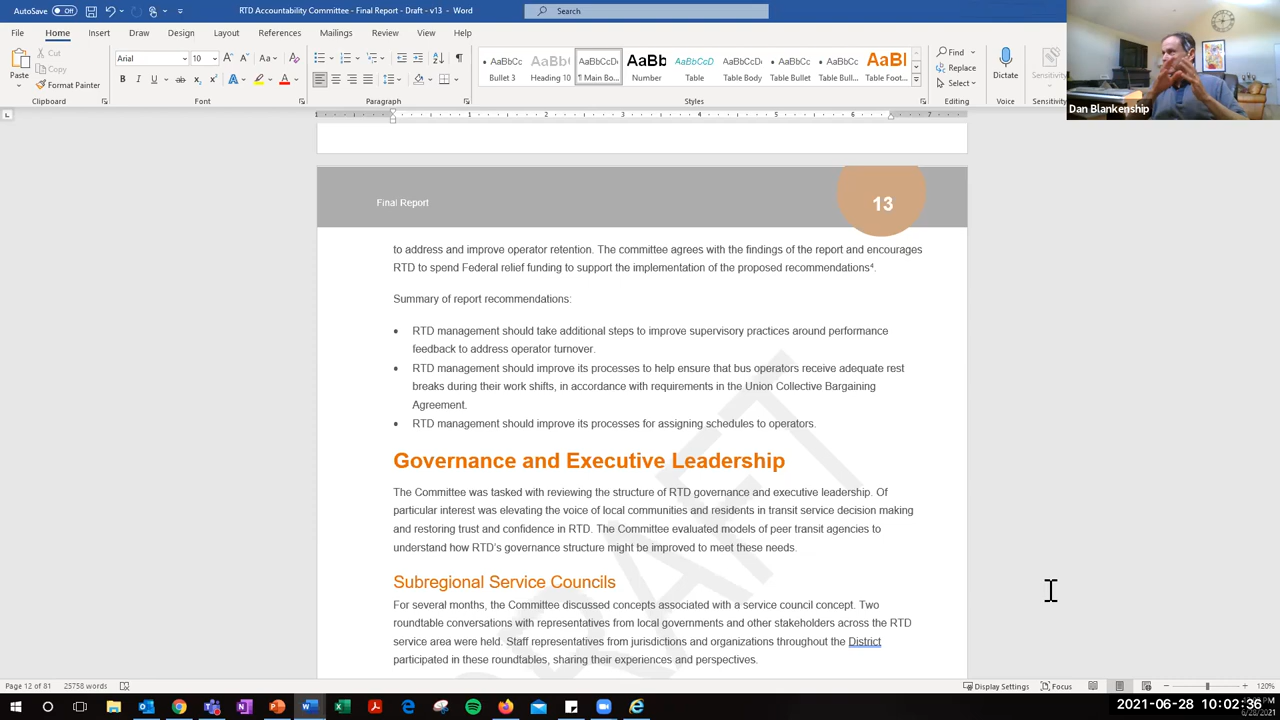 RTD Accountability Committee - Final Report - Draft - v13 - Word
Search
File Home Insert Draw Design Layout References Mailings Review View Help
Paste
Cut
Copy
Format Painter
Clipboard
Arial 10
Font
Paragraph
AaBbCcDc AaBbCc AaBbCcDd AaBb AaBbCcD AaBbCcDd AaBbCcDc AaBbCcDd AaBl
Bullet 3 Heading 10 ¶ Main Bo... Number Table Table Body Table Bullet Table Bull... Table Foot...
Styles
Find
Replace
Select
Editing
Dictate
Voice
Sensitivity
Sensitivity
Dan Blankenship
Final Report
13
to address and improve operator retention. The committee agrees with the findings of the report and encourages
RTD to spend Federal relief funding to support the implementation of the proposed recommendations⁴.
Summary of report recommendations:
• RTD management should take additional steps to improve supervisory practices around performance
feedback to address operator turnover.
• RTD management should improve its processes to help ensure that bus operators receive adequate rest
breaks during their work shifts, in accordance with requirements in the Union Collective Bargaining
Agreement.
• RTD management should improve its processes for assigning schedules to operators.
Governance and Executive Leadership
The Committee was tasked with reviewing the structure of RTD governance and executive leadership. Of
particular interest was elevating the voice of local communities and residents in transit service decision making
and restoring trust and confidence in RTD. The Committee evaluated models of peer transit agencies to
understand how RTD's governance structure might be improved to meet these needs.
Subregional Service Councils
For several months, the Committee discussed concepts associated with a service council concept. Two
roundtable conversations with representatives from local governments and other stakeholders across the RTD
service area were held. Staff representatives from jurisdictions and organizations throughout the District
participated in these roundtables, sharing their experiences and perspectives.
DRAFT
Page 12 of 81 25758 words
Display Settings Focus 120%
2021-06-28 10:02:36
6/28/2021